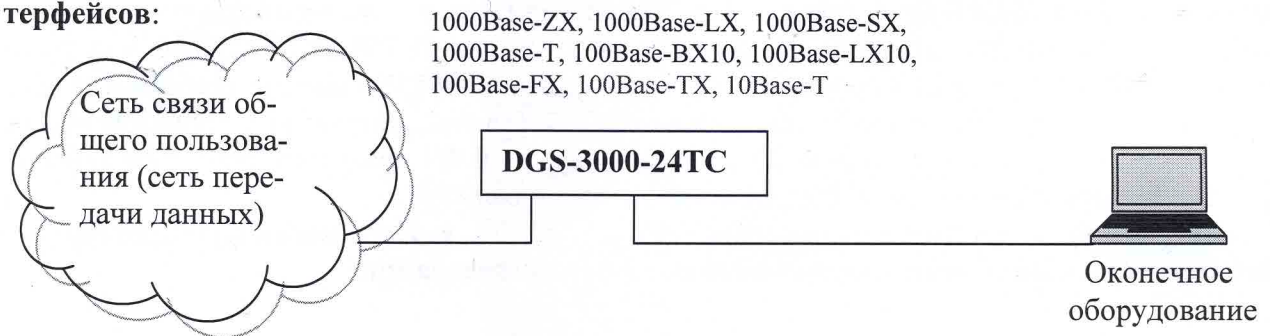 терфейсов:
1000Base-ZX, 1000Base-LX, 1000Base-SX,
1000Base-T, 100Base-BX10, 100Base-LX10,
100Base-FX, 100Base-TX, 10Base-T
Сеть связи об-
щего пользова-
ния (сеть пере-
дачи данных)
DGS-3000-24TC
Оконечное
оборудование